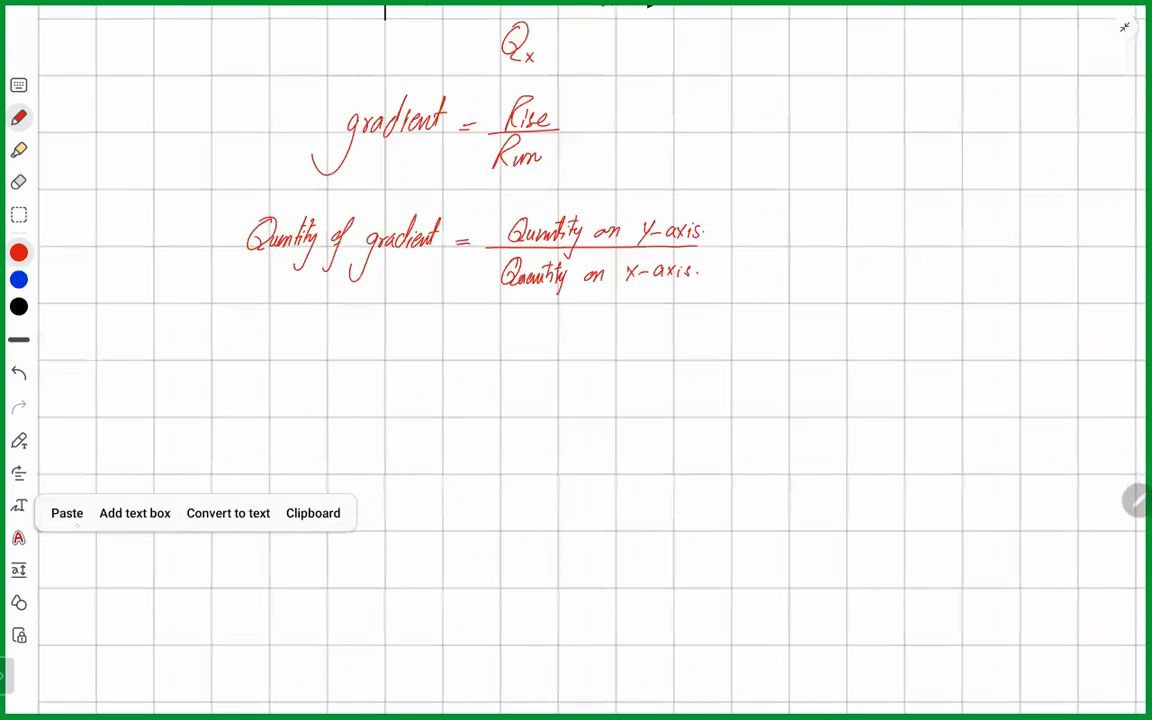 Qx
gradient = Rise
Run
Quntity of gradient = Quantity on y-axis.
Quantity on x-axis.
Paste Add text box Convert to text Clipboard